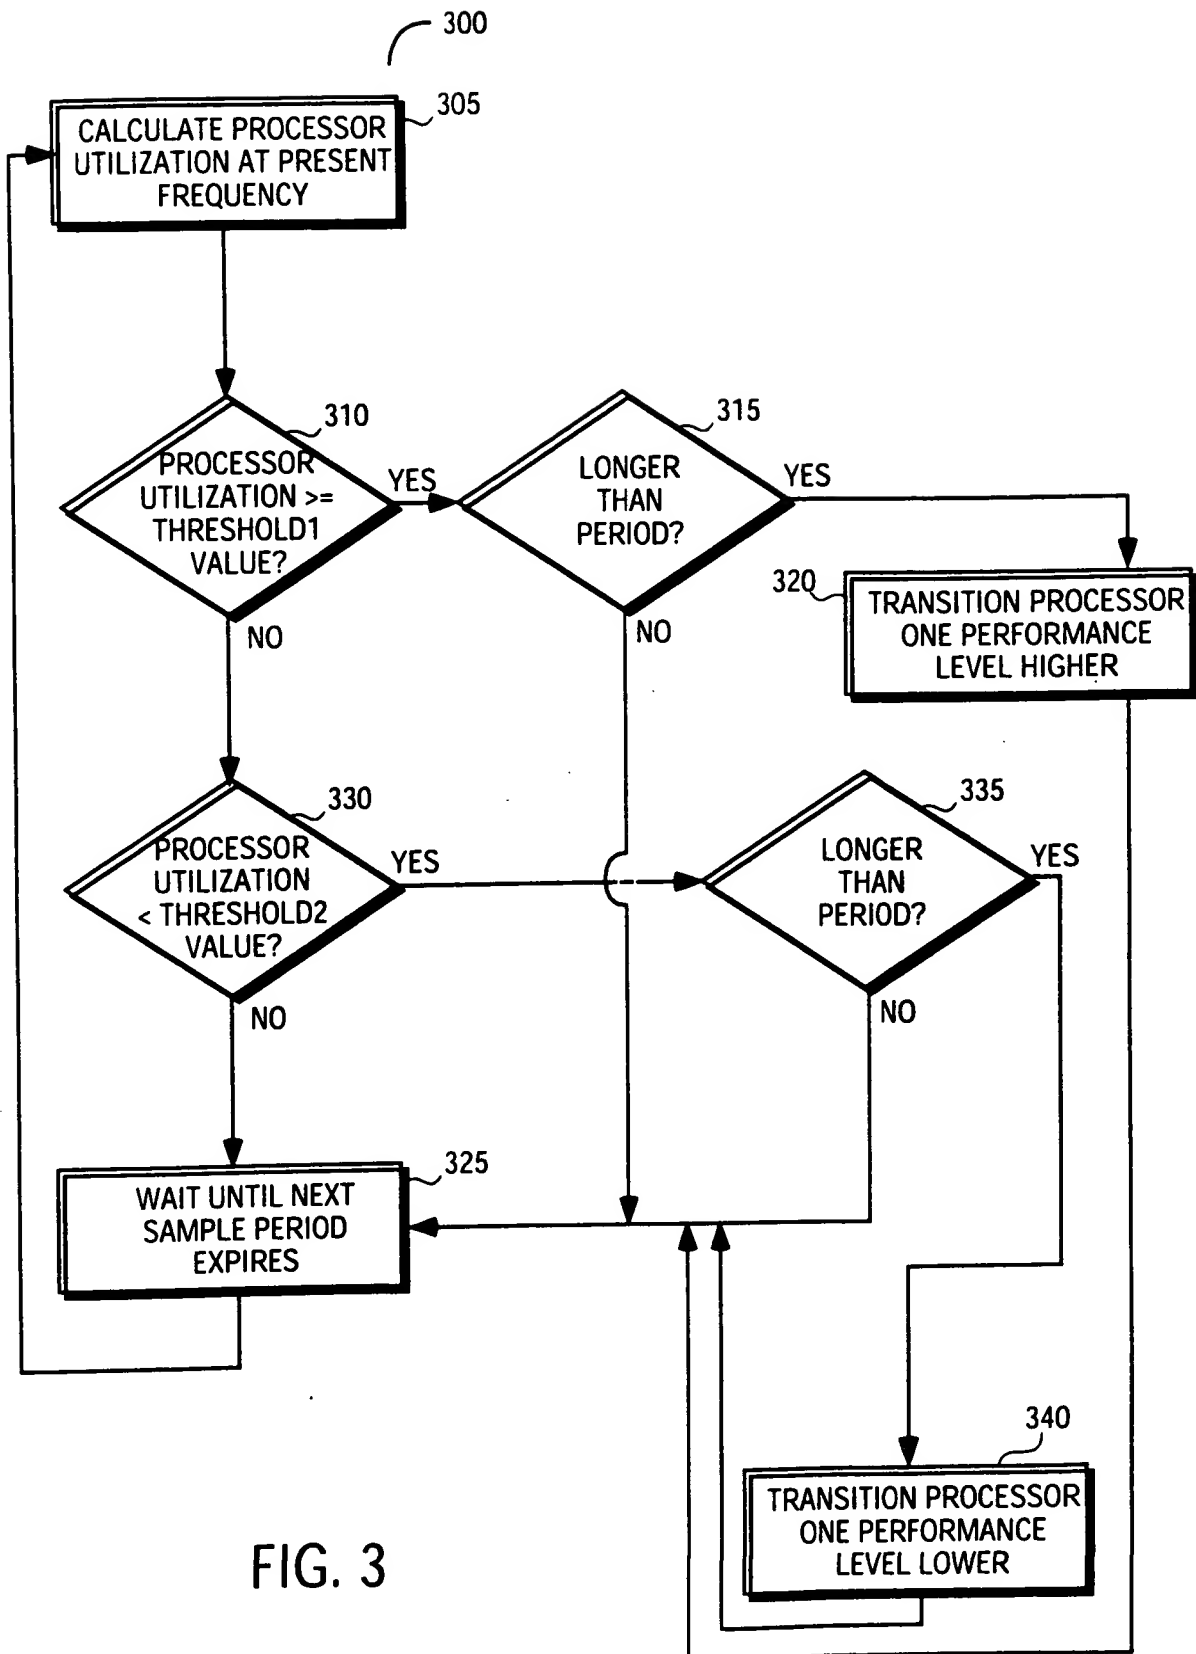 300
305
CALCULATE PROCESSOR
UTILIZATION AT PRESENT
FREQUENCY
310
PROCESSOR
UTILIZATION >=
THRESHOLD1
VALUE?
YES
NO
315
LONGER
THAN
PERIOD?
YES
NO
320
TRANSITION PROCESSOR
ONE PERFORMANCE
LEVEL HIGHER
330
PROCESSOR
UTILIZATION
< THRESHOLD2
VALUE?
YES
NO
335
LONGER
THAN
PERIOD?
YES
NO
325
WAIT UNTIL NEXT
SAMPLE PERIOD
EXPIRES
340
TRANSITION PROCESSOR
ONE PERFORMANCE
LEVEL LOWER
FIG. 3